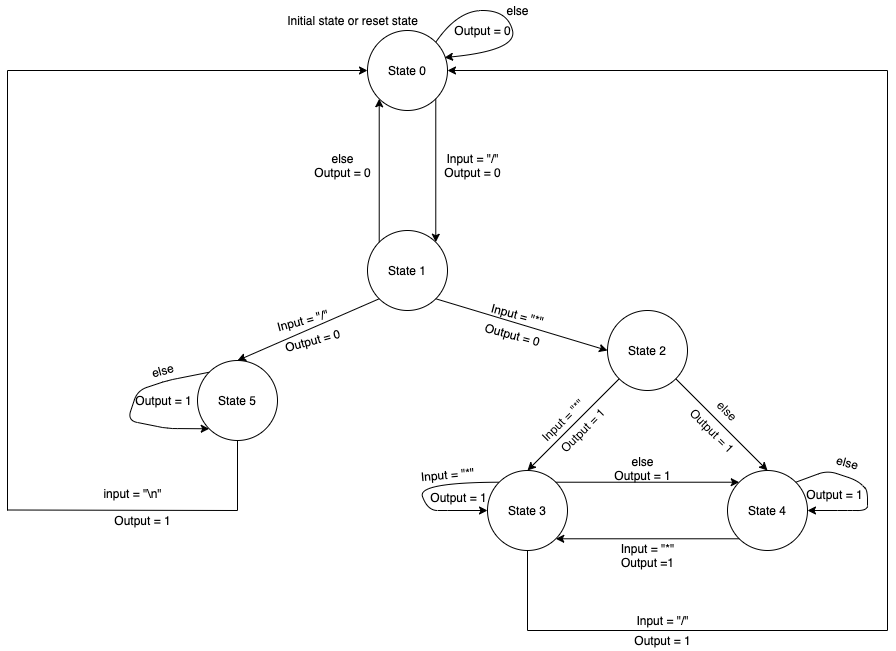 Initial state or reset state
else
Output = 0
State 0
else
Output = 0
Input = "/"
Output = 0
State 1
Input = "/"
Output = 0
Input = "*"
Output = 0
State 2
else
Output = 1
State 5
Input = "*"
Output = 1
else
Output = 1
Input = "*"
Output = 1
State 3
else
Output = 1
State 4
else
Output = 1
input = "\n"
Output = 1
Input = "*"
Output =1
Input = "/"
Output = 1